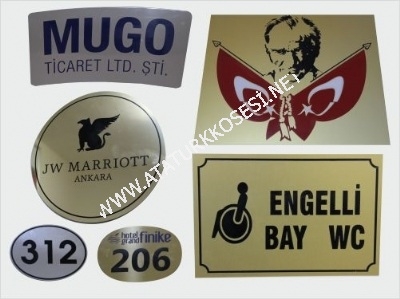 MUGO
TİCARET LTD. ŞTİ.
JW MARRIOTT
ANKARA
312
hotel
grand finike
206
ENGELLİ
BAY WC
WWW.ATATURKKOSESI.NET